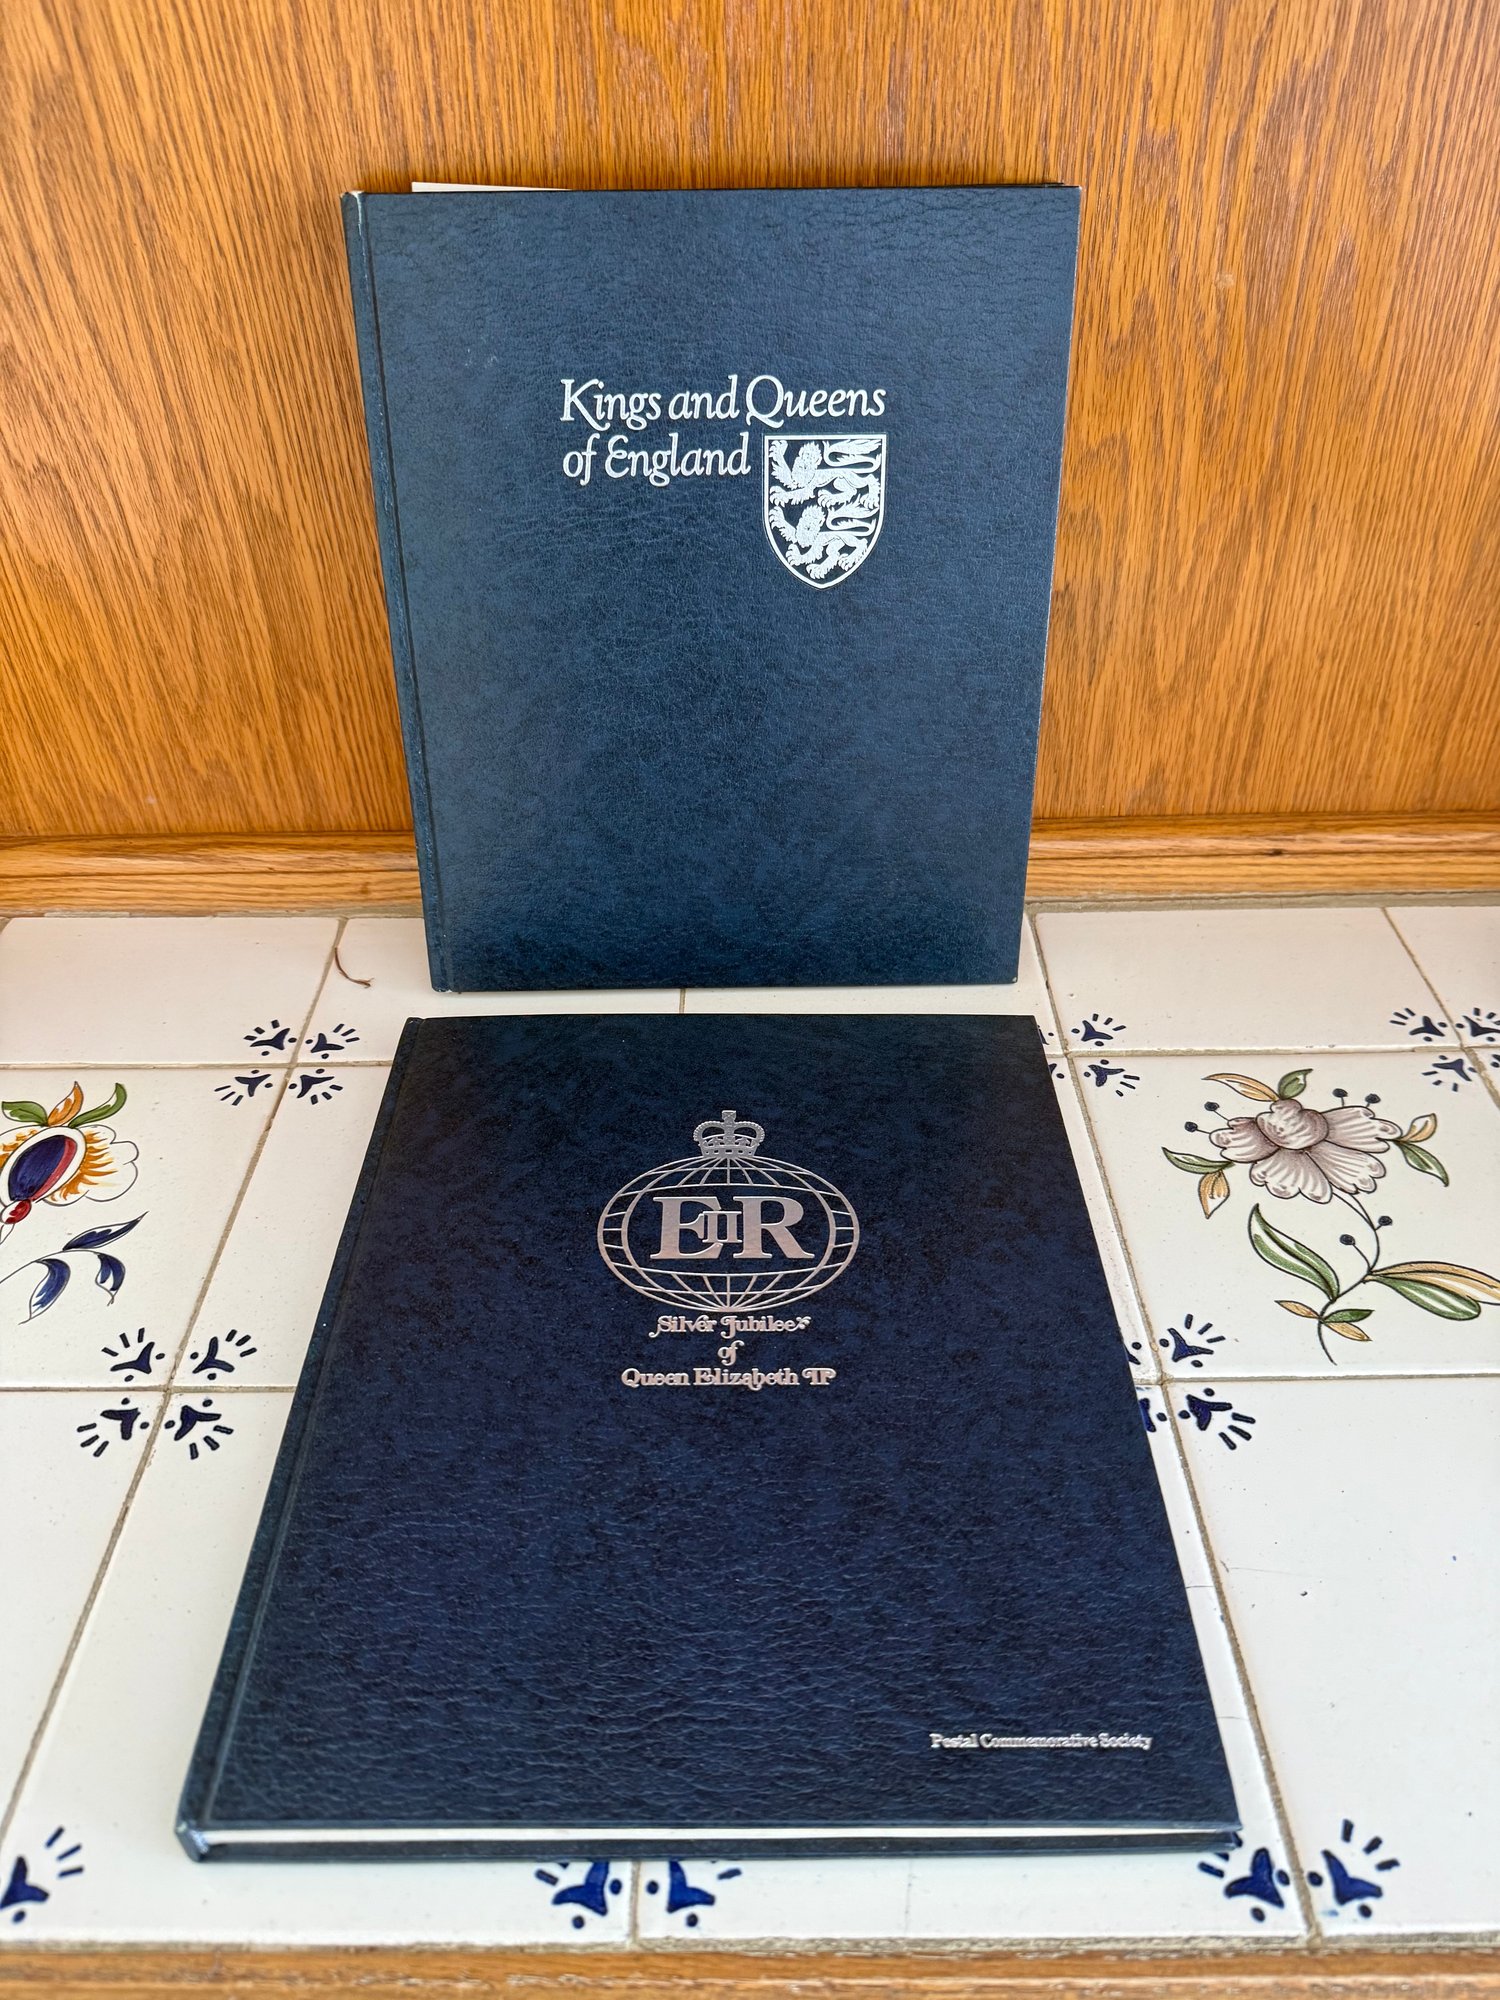 Kings and Queens
of England
EIIR
Silver Jubilee
of
Queen Elizabeth II
Postal Commemorative Society